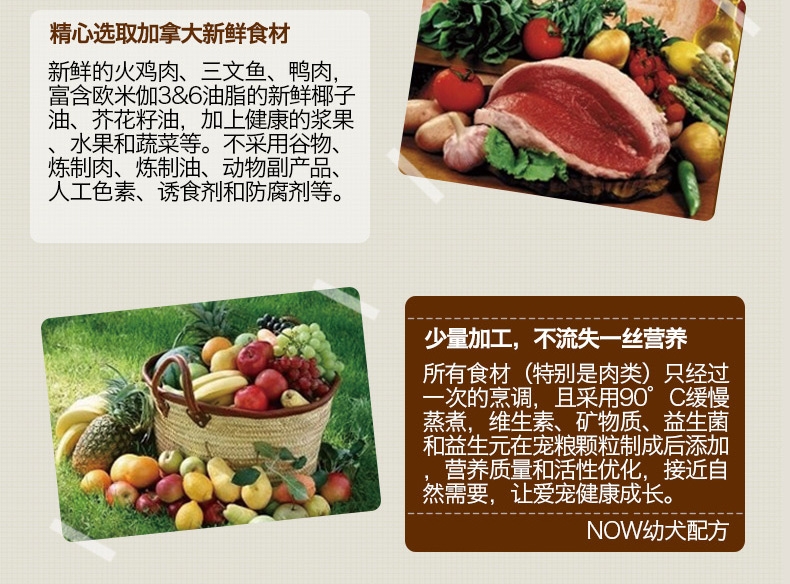 精心选取加拿大新鲜食材
新鲜的火鸡肉、三文鱼、鸭肉，
富含欧米伽3&6油脂的新鲜椰子
油、芥花籽油，加上健康的浆果
、水果和蔬菜等。不采用谷物、
炼制肉、炼制油、动物副产品、
人工色素、诱食剂和防腐剂等。
少量加工，不流失一丝营养
所有食材（特别是肉类）只经过
一次的烹调，且采用90°C缓慢
蒸煮，维生素、矿物质、益生菌
和益生元在宠粮颗粒制成后添加
，营养质量和活性优化，接近自
然需要，让爱宠健康成长。
NOW幼犬配方